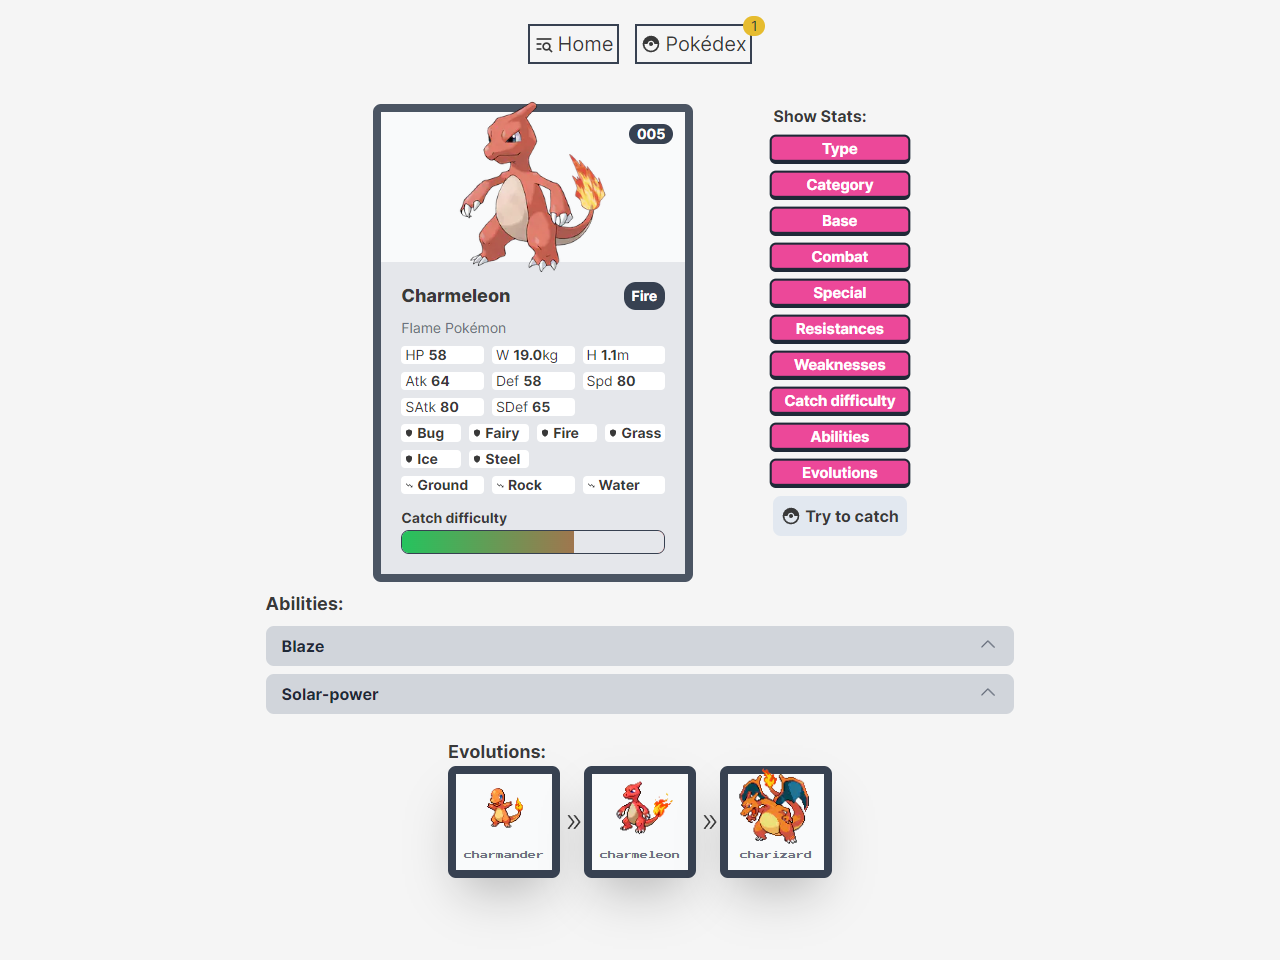 Home
Pokédex
1
005
Charmeleon
Fire
Flame Pokémon
HP 58
W 19.0kg
H 1.1m
Atk 64
Def 58
Spd 80
SAtk 80
SDef 65
Bug
Fairy
Fire
Grass
Ice
Steel
Ground
Rock
Water
Catch difficulty
Show Stats:
Type
Category
Base
Combat
Special
Resistances
Weaknesses
Catch difficulty
Abilities
Evolutions
Try to catch
Abilities:
Blaze
Solar-power
Evolutions:
charmander
charmeleon
charizard